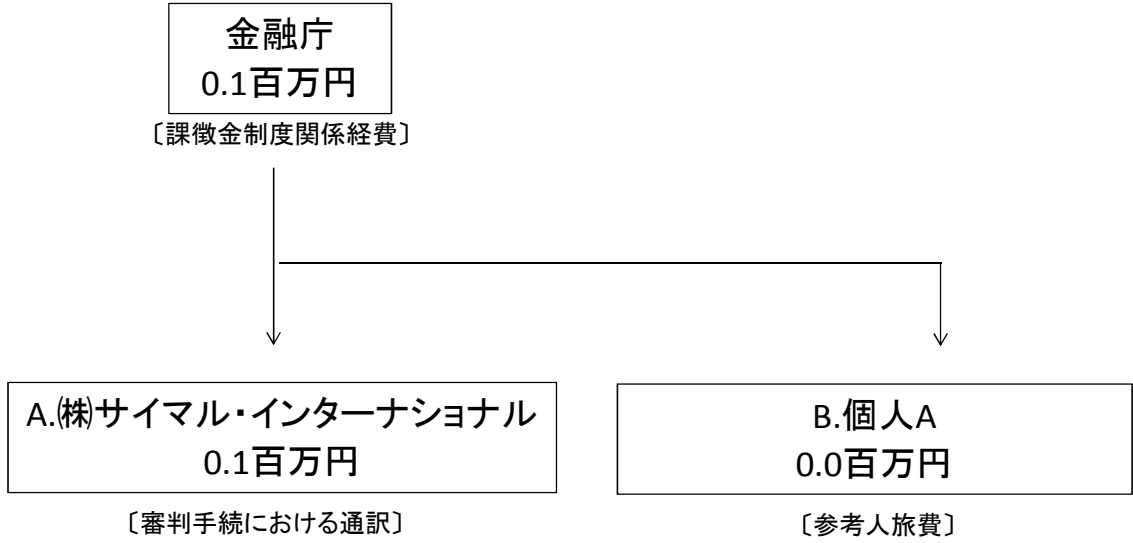 金融庁
0.1百万円
〔課徴金制度関係経費〕
A.㈱サイマル・インターナショナル
0.1百万円
〔審判手続における通訳〕
B.個人A
0.0百万円
〔参考人旅費〕